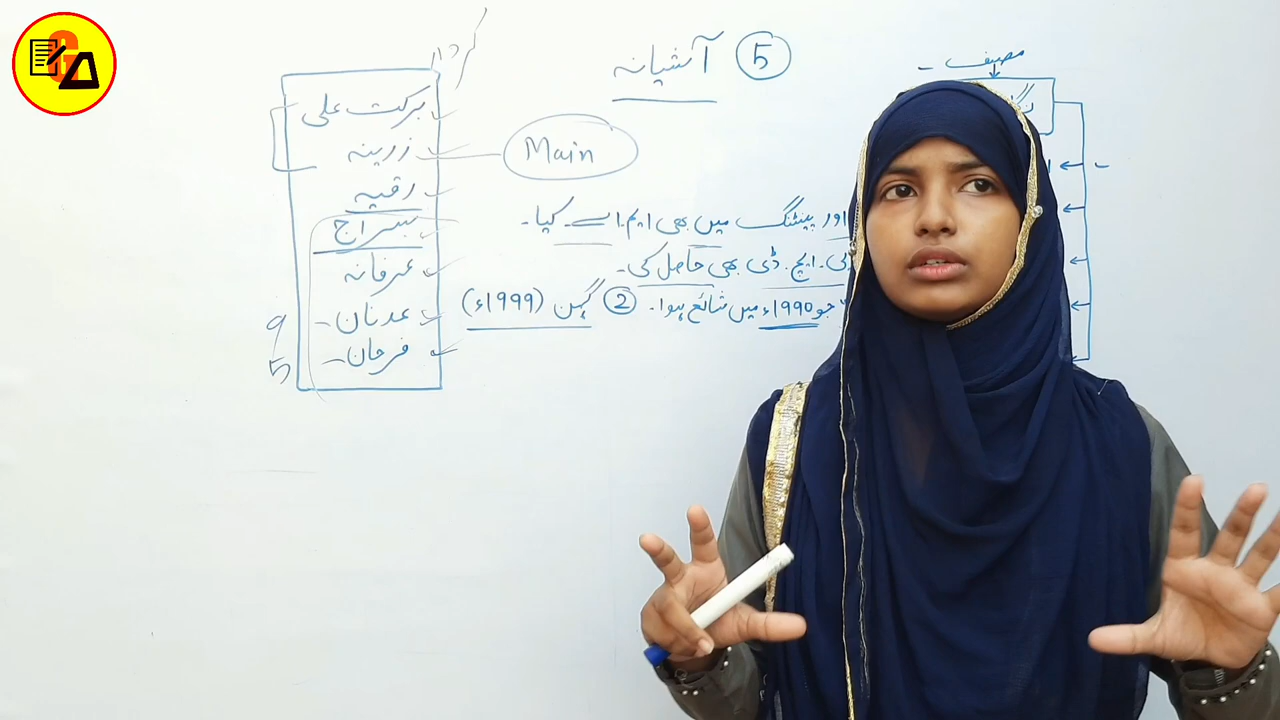 مصنف
⑤ آشیانہ
اور پینٹنگ میں بھی ایم۔اے۔ کیا۔
پی۔ایچ۔ڈی بھی حاصل کی۔
جو ۱۹۹۰ء میں شائع ہوا۔ ② گہن (۱۹۹۹ء)
کردار
برکت علی
زرینہ
Main
رقیہ
سراج
عرفانہ
عدنان
فرحان